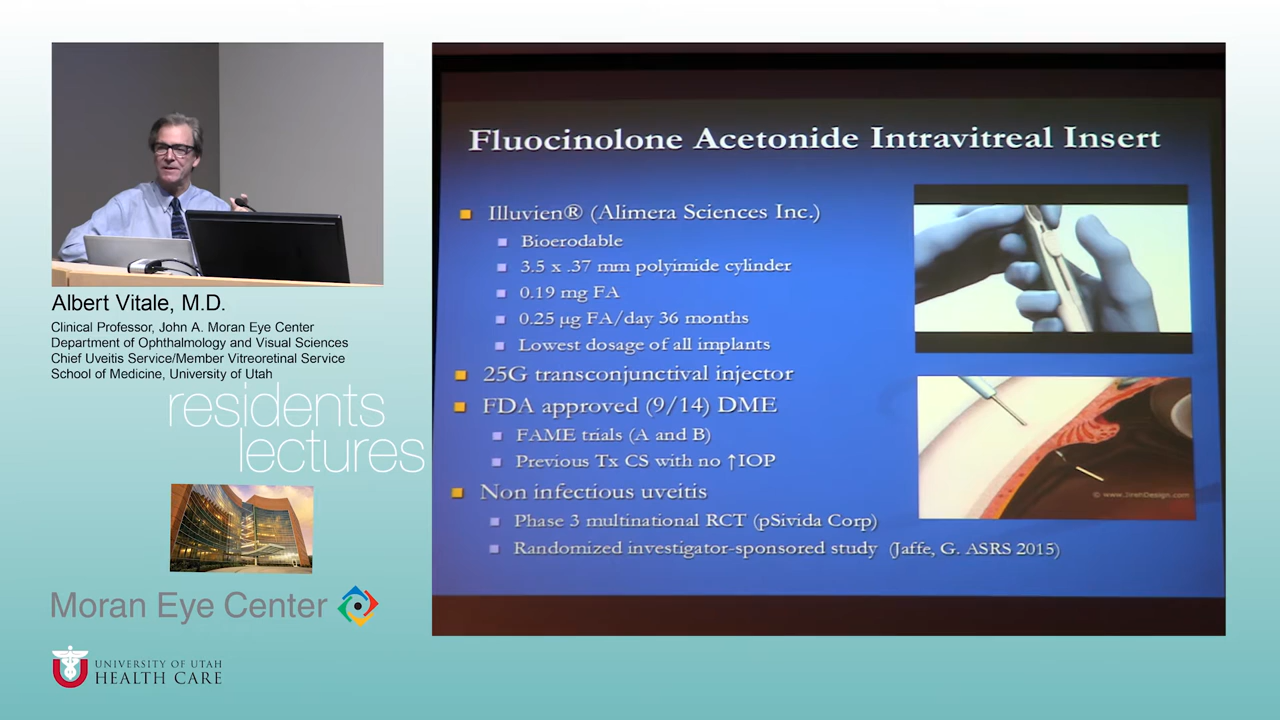 Albert Vitale, M.D.
Clinical Professor, John A. Moran Eye Center
Department of Ophthalmology and Visual Sciences
Chief Uveitis Service/Member Vitreoretinal Service
School of Medicine, University of Utah
residents
lectures
Moran Eye Center
UNIVERSITY OF UTAH
HEALTH CARE
Fluocinolone Acetonide Intravitreal Insert
Illuvien® (Alimera Sciences Inc.)
Bioerodable
3.5 x .37 mm polyimide cylinder
0.19 mg FA
0.25 µg FA/day 36 months
Lowest dosage of all implants
25G transconjunctival injector
FDA approved (9/14) DME
FAME trials (A and B)
Previous Tx CS with no ↑IOP
Non infectious uveitis
Phase 3 multinational RCT (pSivida Corp)
Randomized investigator-sponsored study (Jaffe, G. ASRS 2015)
© www.JirehDesign.com
U